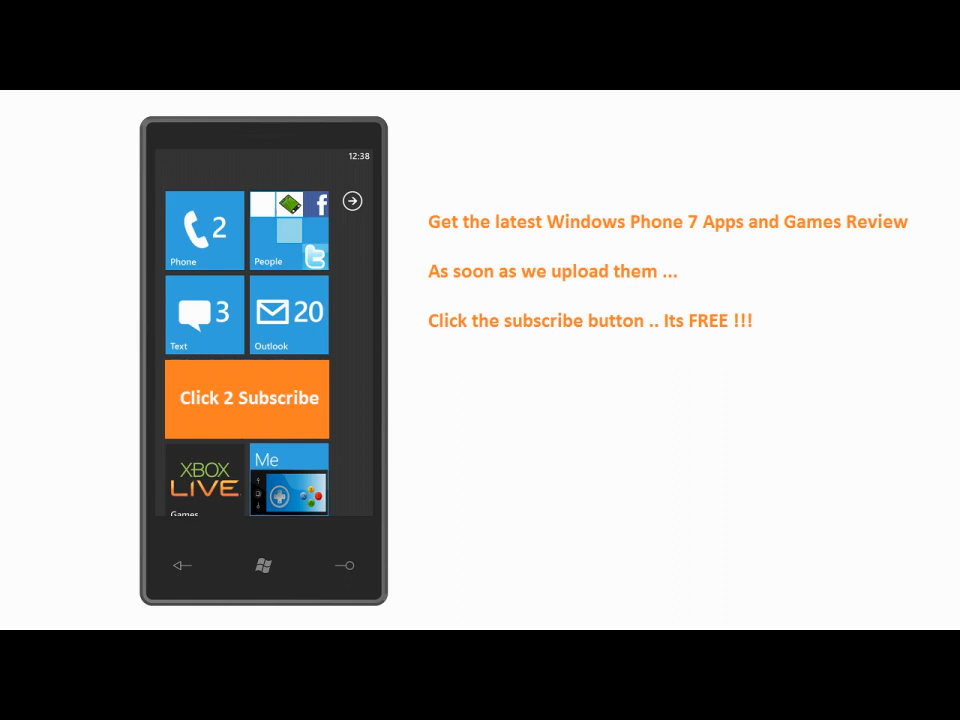 12:38
2
Phone
f
People
t
3
Text
20
Outlook
Click 2 Subscribe
XBOX
LIVE
Games
Me
Get the latest Windows Phone 7 Apps and Games Review
As soon as we upload them ...
Click the subscribe button .. Its FREE !!!